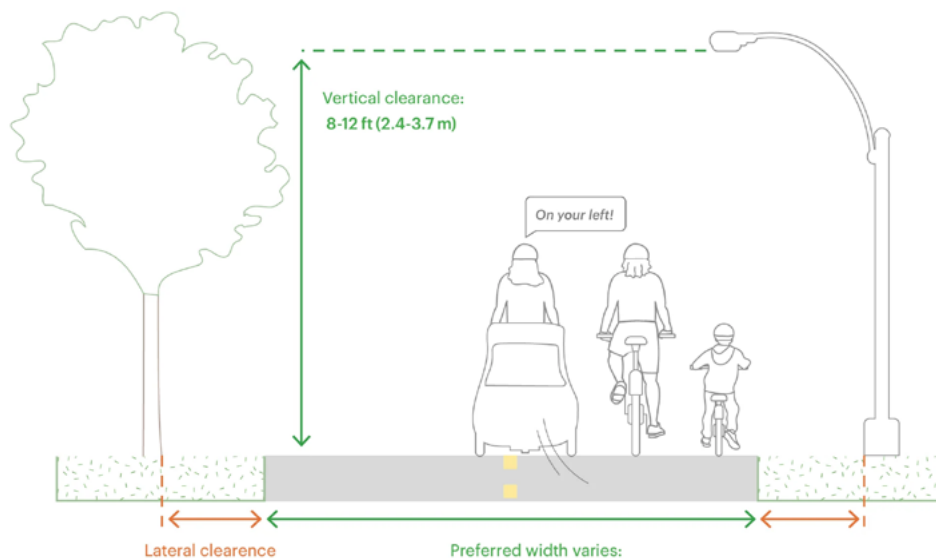 Vertical clearance:
8-12 ft (2.4-3.7 m)
On your left!
Lateral clearence
Preferred width varies: